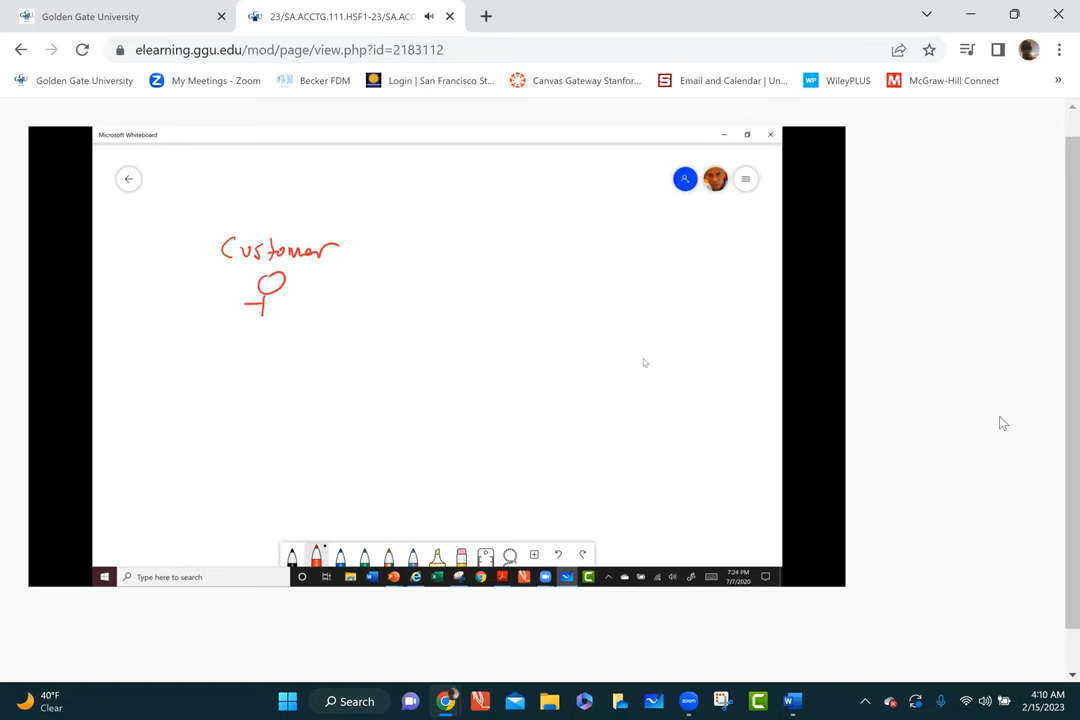 Golden Gate University
23/SA.ACCTG.111.HSF1-23/SA.ACC
elearning.ggu.edu/mod/page/view.php?id=2183112
Golden Gate University
My Meetings - Zoom
Becker FDM
Login | San Francisco St...
Canvas Gateway Stanfor...
Email and Calendar | Un...
WP
WileyPLUS
M
McGraw-Hill Connect
»
Microsoft Whiteboard
Customer
Type here to search
7:24 PM
7/7/2020
40°F
Clear
Search
zoom
4:10 AM
2/15/2023